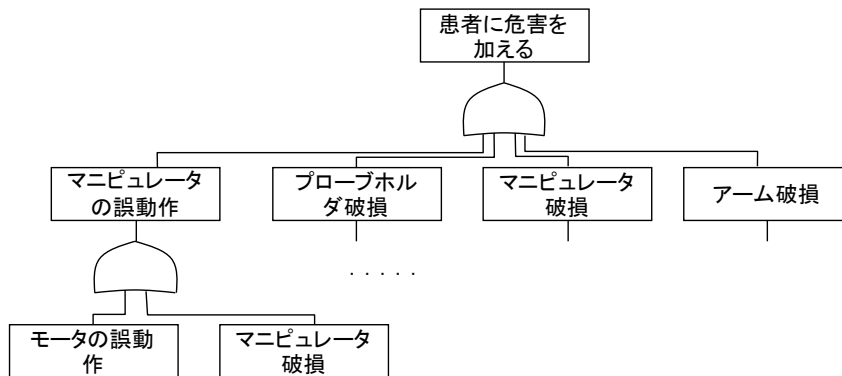 患者に危害を
加える
マニピュレータ
の誤動作
プローブホル
ダ破損
マニピュレータ
破損
アーム破損
. . . . .
モータの誤動
作
マニピュレータ
破損